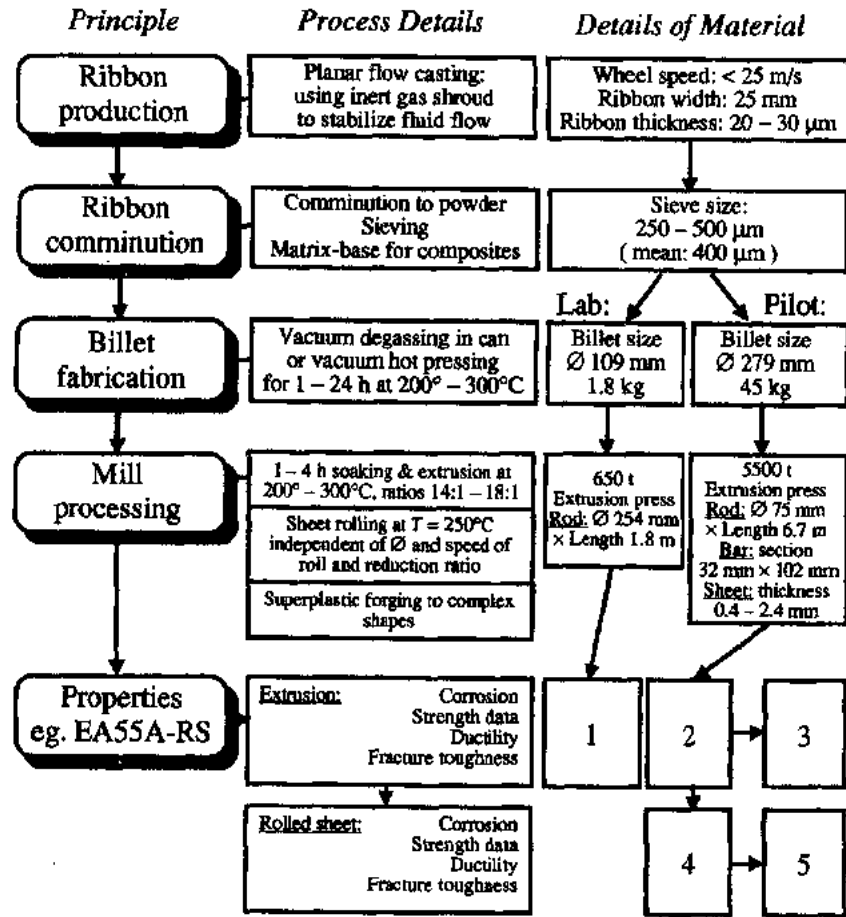 Principle
Process Details
Details of Material
Ribbon
production
Planar flow casting:
using inert gas shroud
to stabilize fluid flow
Wheel speed: < 25 m/s
Ribbon width: 25 mm
Ribbon thickness: 20 – 30 µm
Ribbon
comminution
Comminution to powder
Sieving
Matrix-base for composites
Sieve size:
250 – 500 µm
( mean: 400 µm )
Lab:
Pilot:
Billet
fabrication
Vacuum degassing in can
or vacuum hot pressing
for 1 – 24 h at 200° – 300°C
Billet size
Ø 109 mm
1.8 kg
Billet size
Ø 279 mm
45 kg
Mill
processing
1 – 4 h soaking & extrusion at
200° – 300°C, ratios 14:1 – 18:1
Sheet rolling at T = 250°C
independent of Ø and speed of
roll and reduction ratio
Superplastic forging to complex
shapes
650 t
Extrusion press
Rod: Ø 254 mm
× Length 1.8 m
5500 t
Extrusion press
Rod: Ø 75 mm
× Length 6.7 m
Bar: section
32 mm × 102 mm
Sheet: thickness
0.4 – 2.4 mm
Properties
eg. EA55A-RS
Extrusion: Corrosion
Strength data
Ductility
Fracture toughness
1
2
3
Rolled sheet: Corrosion
Strength data
Ductility
Fracture toughness
4
5